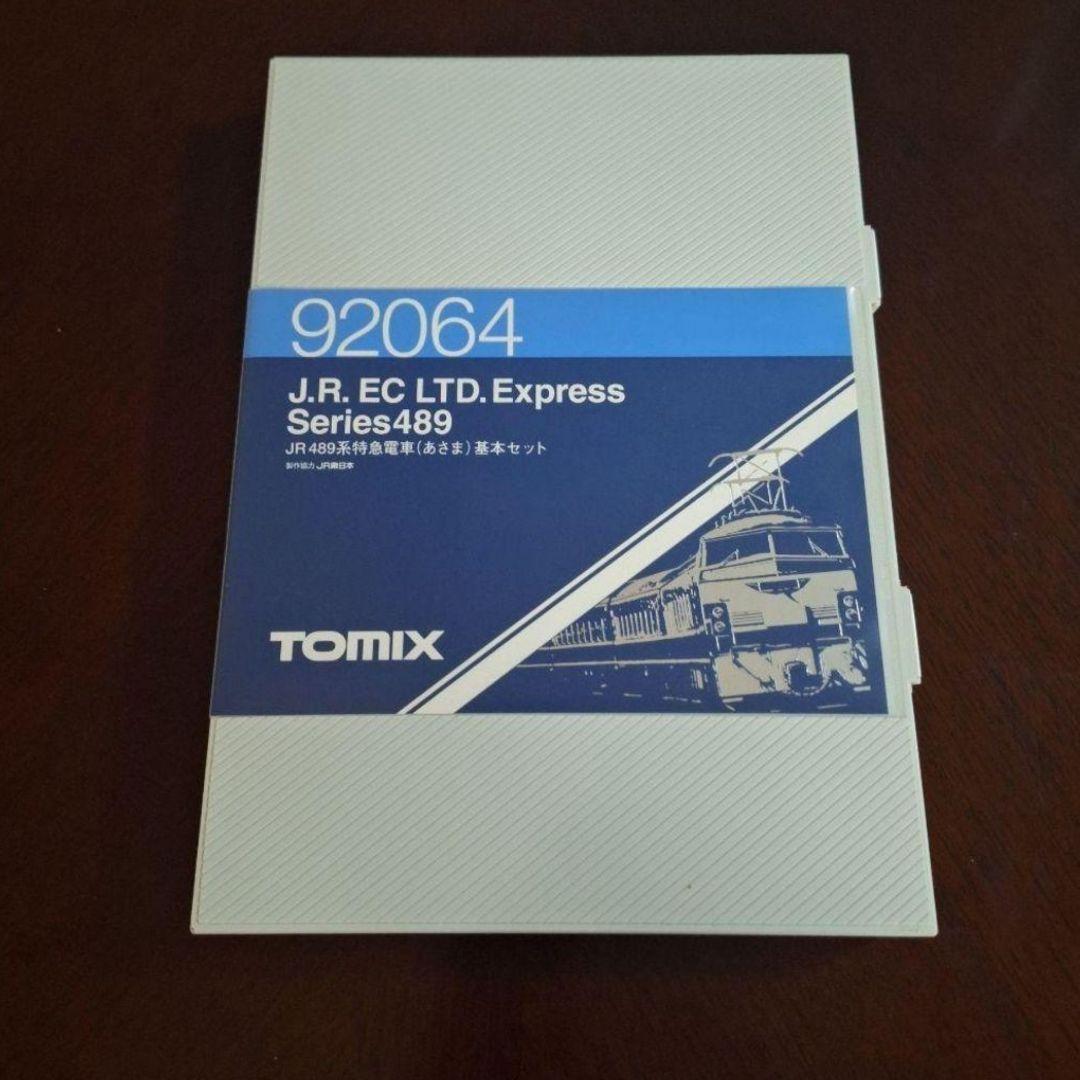 92064
J.R. EC LTD. Express
Series489
JR 489系特急電車(あさま)基本セット
製作協力 JR東日本
TOMIX